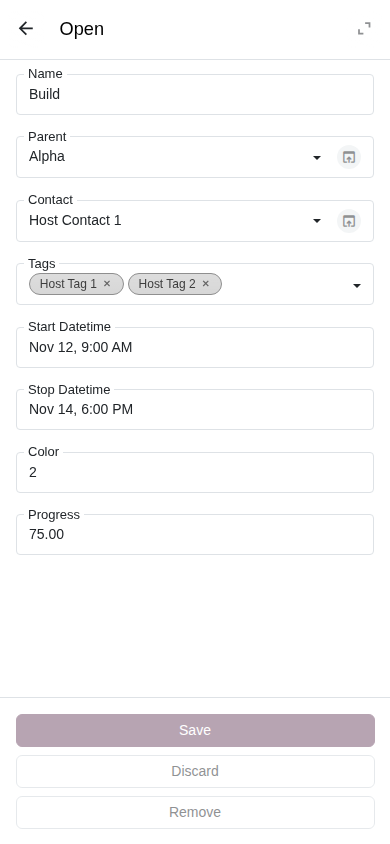 Open
Name
Build
Parent
Alpha
Contact
Host Contact 1
Tags
Host Tag 1 × Host Tag 2 ×
Start Datetime
Nov 12, 9:00 AM
Stop Datetime
Nov 14, 6:00 PM
Color
2
Progress
75.00
Save
Discard
Remove